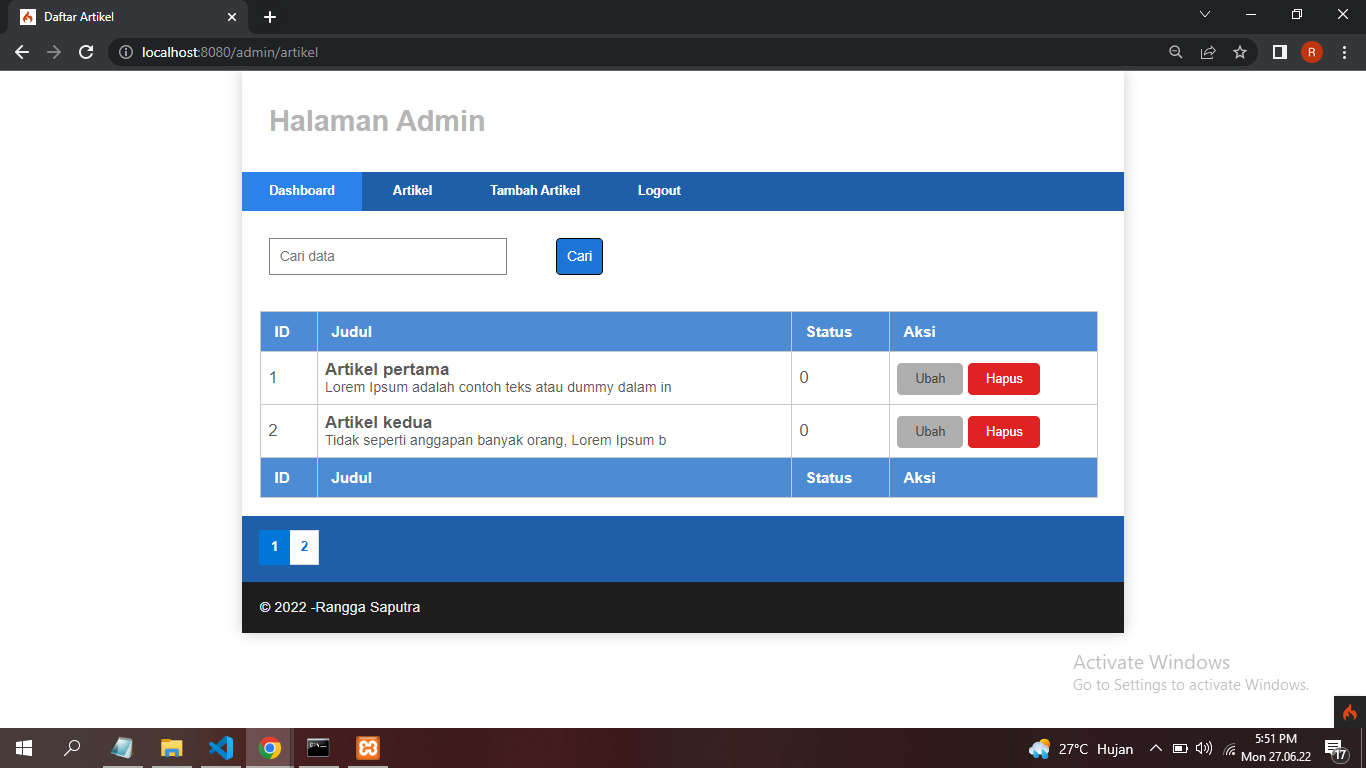 Daftar Artikel
localhost:8080/admin/artikel
R
Halaman Admin
Dashboard Artikel Tambah Artikel Logout
Cari data Cari
ID Judul Status Aksi
1 Artikel pertama 0 Ubah Hapus
Lorem Ipsum adalah contoh teks atau dummy dalam in
2 Artikel kedua 0 Ubah Hapus
Tidak seperti anggapan banyak orang, Lorem Ipsum b
ID Judul Status Aksi
1 2
© 2022 -Rangga Saputra
Activate Windows
Go to Settings to activate Windows.
27°C Hujan
5:51 PM
Mon 27.06.22
17